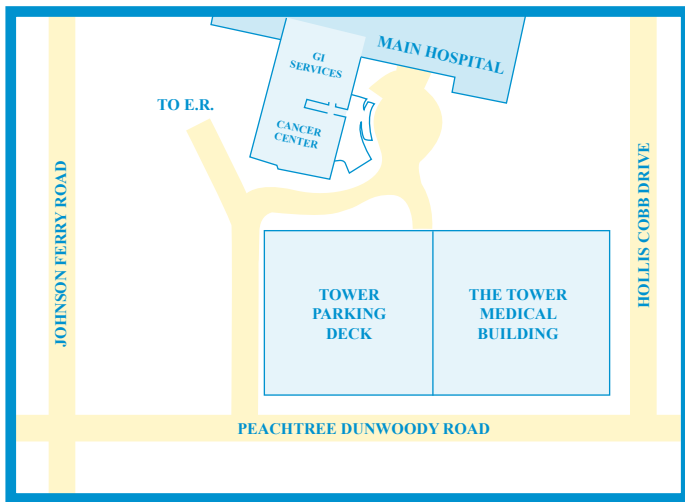 MAIN HOSPITAL
GI
SERVICES
TO E.R.
CANCER
CENTER
JOHNSON FERRY ROAD
HOLLIS COBB DRIVE
TOWER
PARKING
DECK
THE TOWER
MEDICAL
BUILDING
PEACHTREE DUNWOODY ROAD